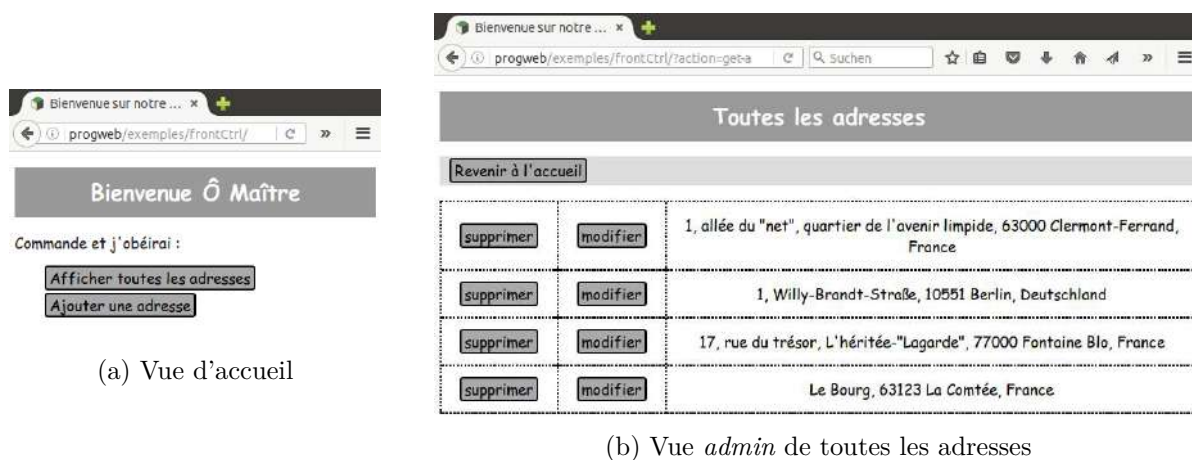 Bienvenue sur notre ... ×
progweb/exemples/frontCtrl/
Bienvenue Ô Maître
Commande et j'obéirai :
Afficher toutes les adresses
Ajouter une adresse
(a) Vue d'accueil
Bienvenue sur notre ... ×
progweb/exemples/frontCtrl/?action=get-a
Suchen
Toutes les adresses
Revenir à l'accueil
supprimer modifier 1, allée du "net", quartier de l'avenir limpide, 63000 Clermont-Ferrand,
France
supprimer modifier 1, Willy-Brandt-Straße, 10551 Berlin, Deutschland
supprimer modifier 17, rue du trésor, L'héritée-"Lagarde", 77000 Fontaine Blo, France
supprimer modifier Le Bourg, 63123 La Comtée, France
(b) Vue admin de toutes les adresses